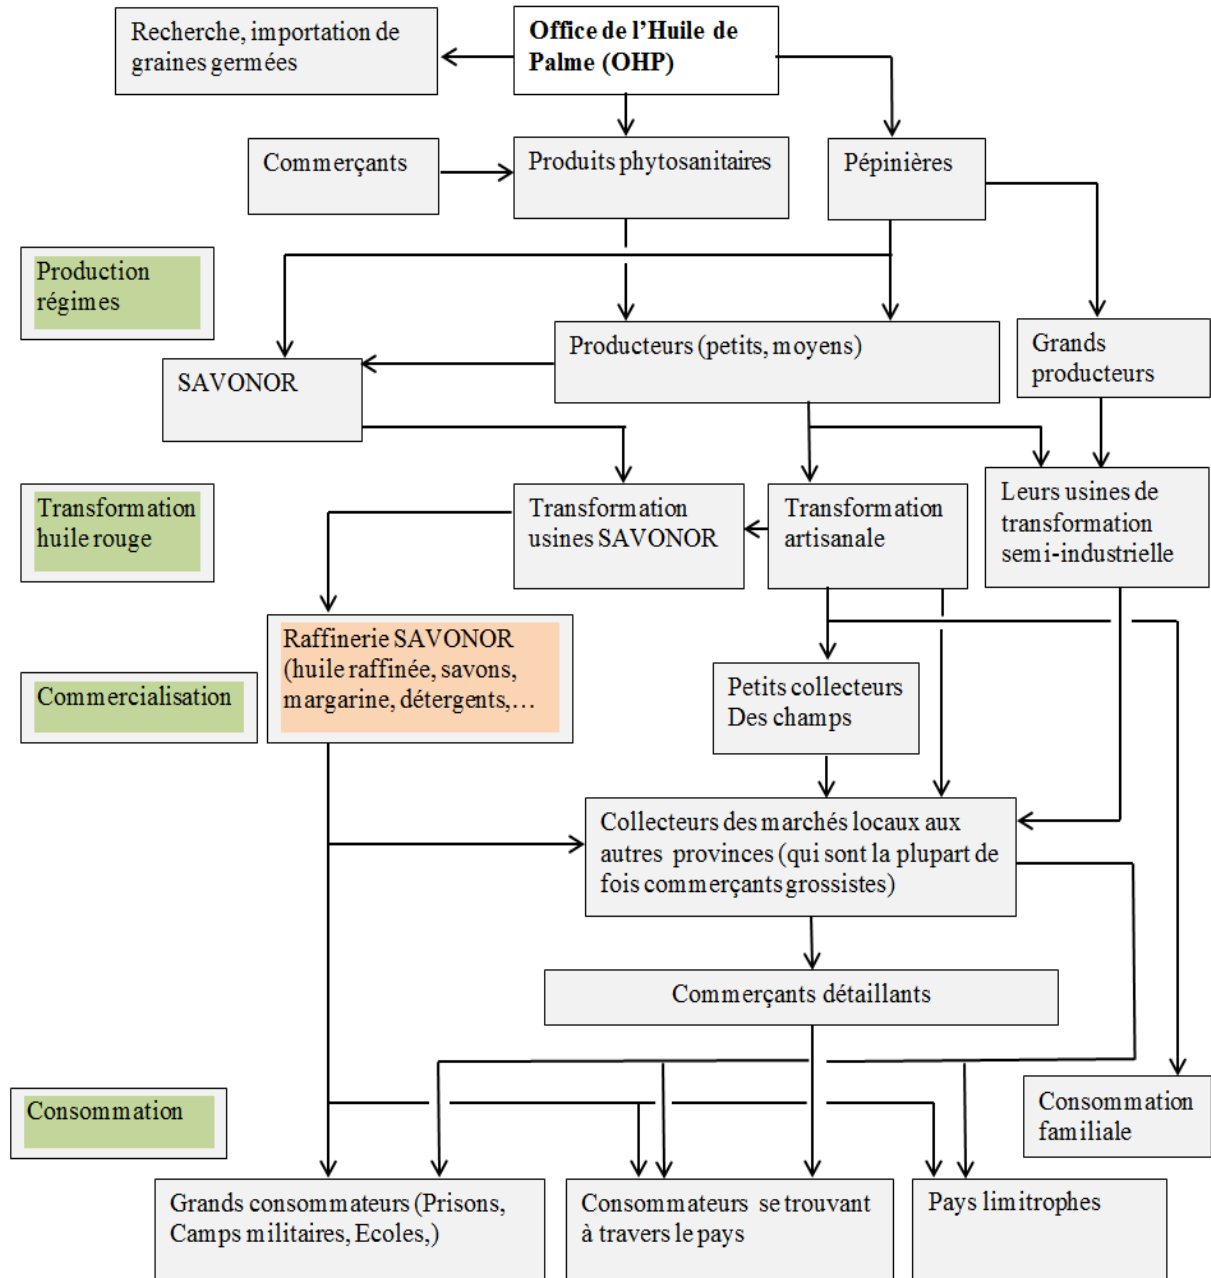 Recherche, importation de
graines germées
Office de l’Huile de
Palme (OHP)
Commerçants
Produits phytosanitaires
Pépinières
Production
régimes
Producteurs (petits, moyens)
Grands
producteurs
SAVONOR
Transformation
huile rouge
Transformation
usines SAVONOR
Transformation
artisanale
Leurs usines de
transformation
semi-industrielle
Raffinerie SAVONOR
(huile raffinée, savons,
margarine, détergents,…
Commercialisation
Petits collecteurs
Des champs
Collecteurs des marchés locaux aux
autres provinces (qui sont la plupart de
fois commerçants grossistes)
Commerçants détaillants
Consommation
Consommation
familiale
Grands consommateurs (Prisons,
Camps militaires, Ecoles,)
Consommateurs se trouvant
à travers le pays
Pays limitrophes